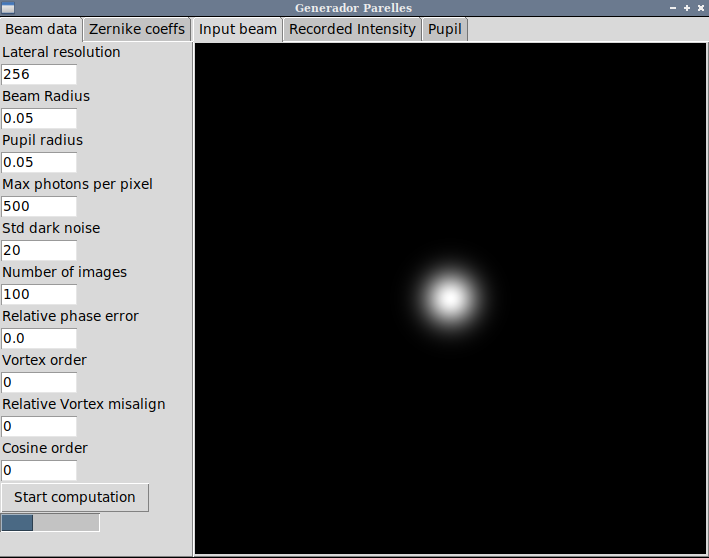 Generador Parelles
Beam data Zernike coeffs Input beam Recorded Intensity Pupil
Lateral resolution
256
Beam Radius
0.05
Pupil radius
0.05
Max photons per pixel
500
Std dark noise
20
Number of images
100
Relative phase error
0.0
Vortex order
0
Relative Vortex misalign
0
Cosine order
0
Start computation